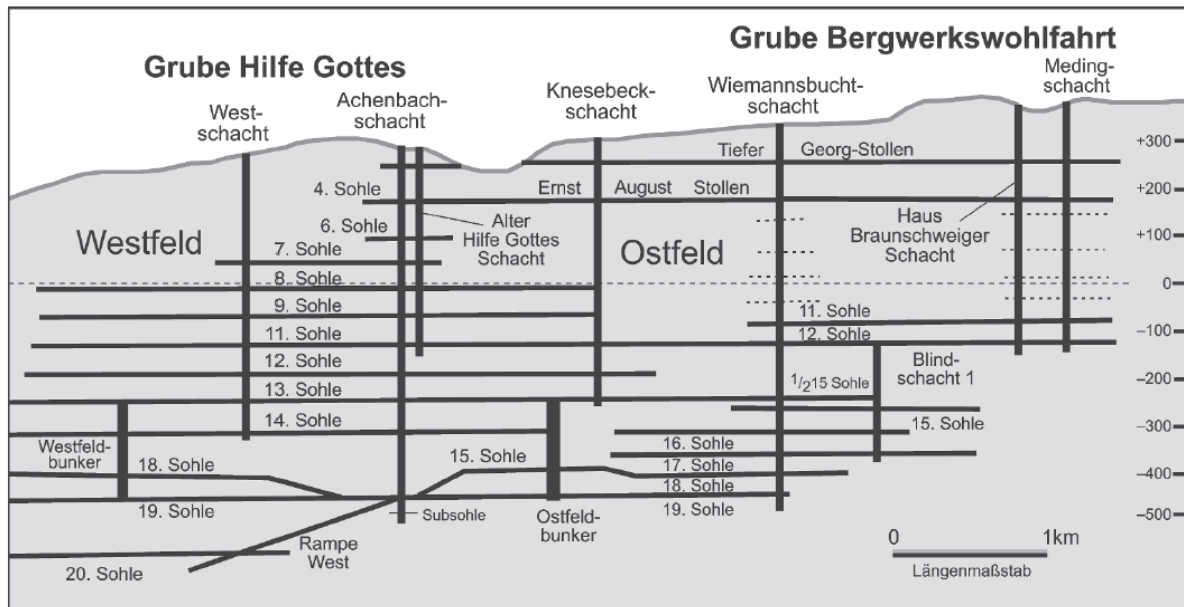 Grube Hilfe Gottes
Grube Bergwerkswohlfahrt
West-
schacht
Achenbach-
schacht
Knesebeck-
schacht
Wiemannsbucht-
schacht
Meding-
schacht
+300
+200
+100
0
–100
–200
–300
–400
–500
Tiefer Georg-Stollen
4. Sohle
Ernst August Stollen
6. Sohle
Alter
Hilfe Gottes
Schacht
Haus
Braunschweiger
Schacht
Westfeld
Ostfeld
7. Sohle
8. Sohle
9. Sohle
11. Sohle
11. Sohle
12. Sohle
12. Sohle
Blind-
schacht 1
13. Sohle
1/215 Sohle
14. Sohle
15. Sohle
Westfeld-
bunker
18. Sohle
15. Sohle
16. Sohle
17. Sohle
18. Sohle
19. Sohle
19. Sohle
Subsohle
Ostfeld-
bunker
Rampe
West
20. Sohle
0 1km
Längenmaßstab